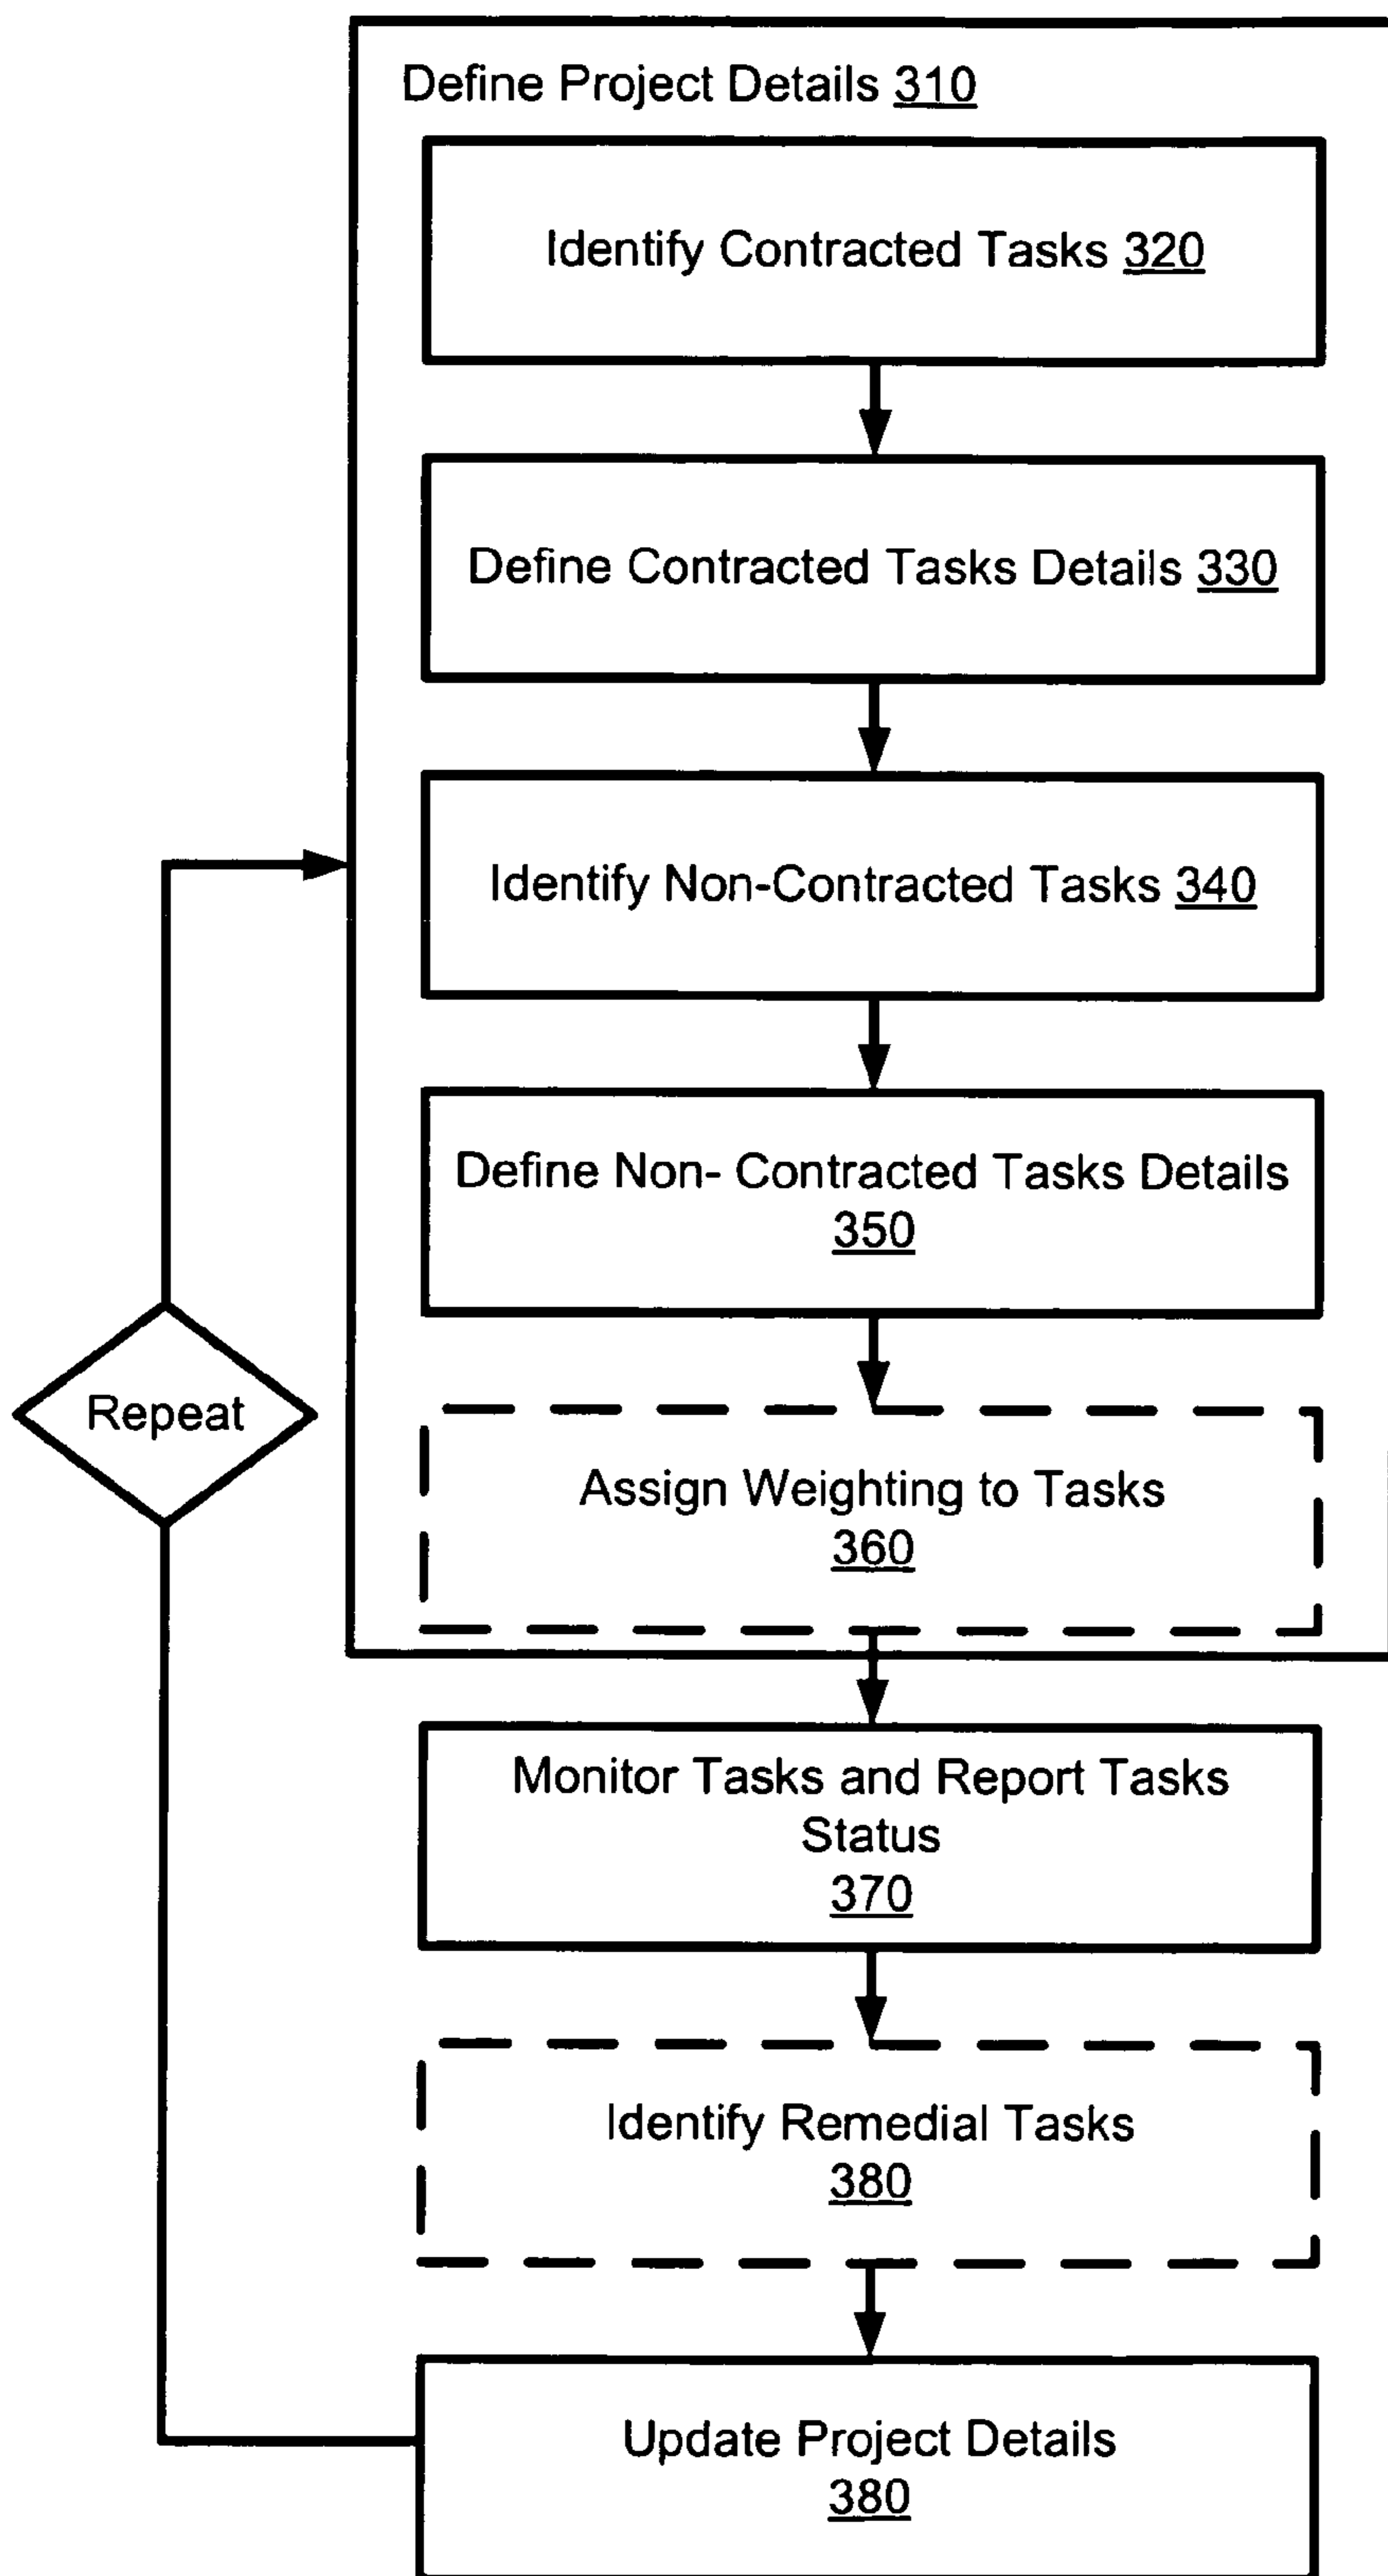 Define Project Details 310
Identify Contracted Tasks 320
Define Contracted Tasks Details 330
Identify Non-Contracted Tasks 340
Define Non- Contracted Tasks Details
350
Assign Weighting to Tasks
360
Repeat
Monitor Tasks and Report Tasks
Status
370
Identify Remedial Tasks
380
Update Project Details
380